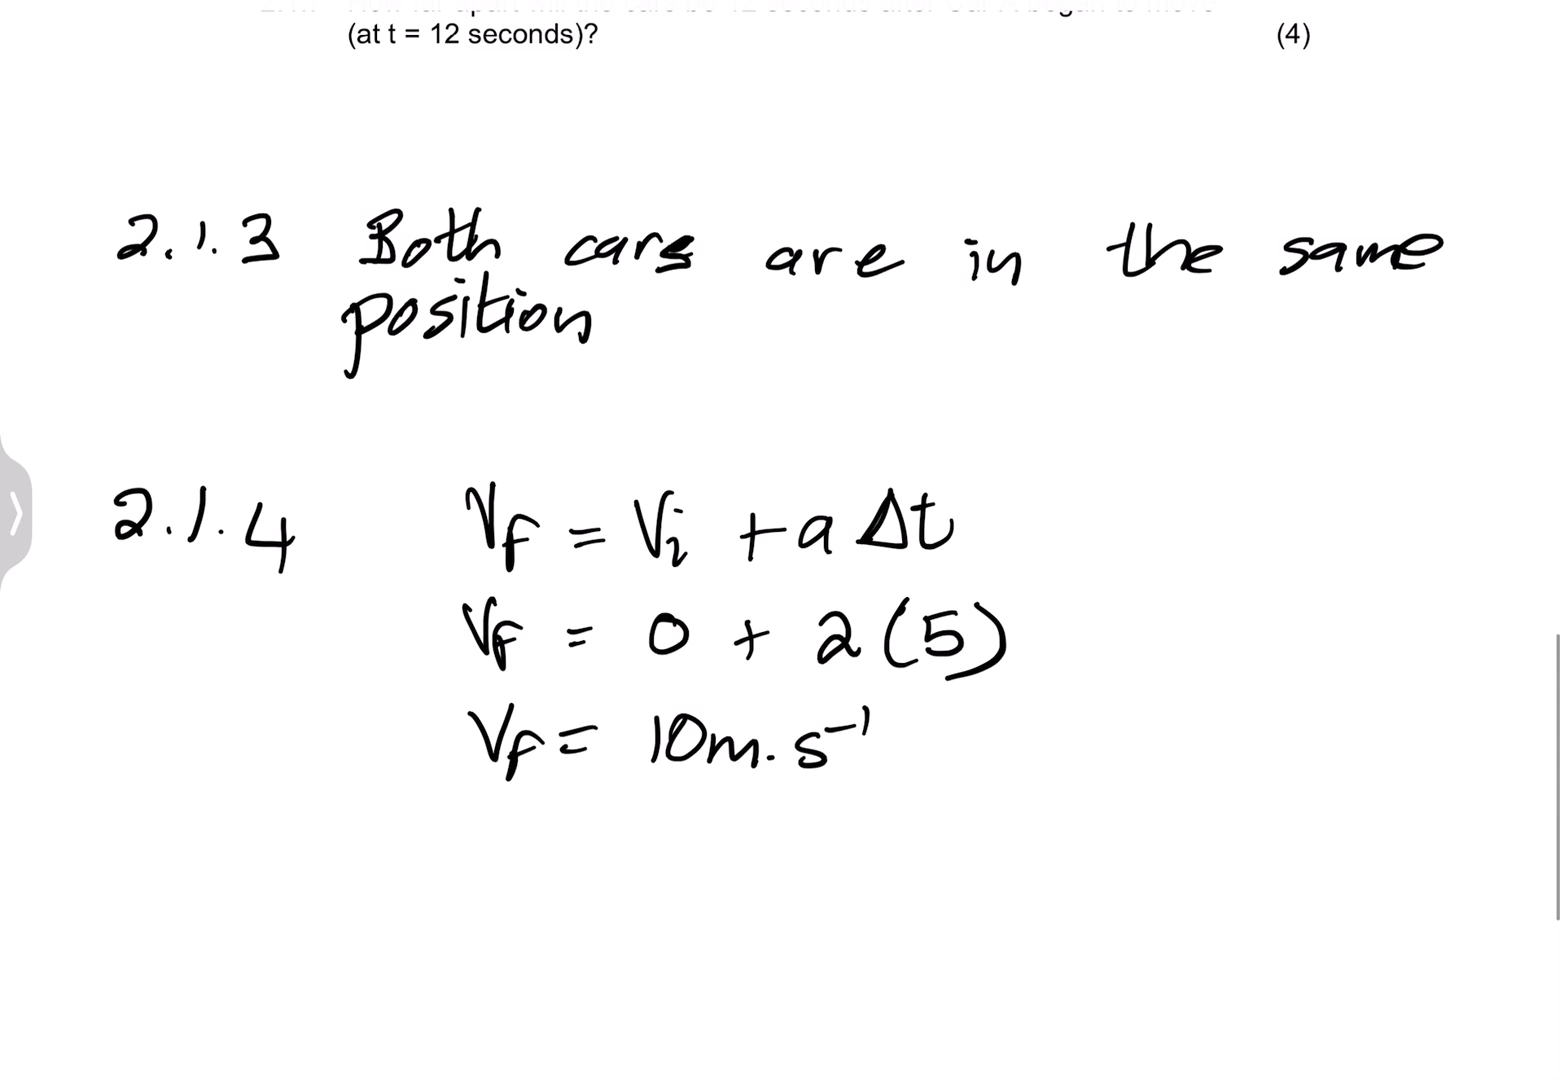 (at t = 12 seconds)? (4)
2.1.3 Both cars are in the same
position
2.1.4 Vf = Vi + a Δt
Vf = 0 + 2(5)
Vf = 10m.s⁻¹